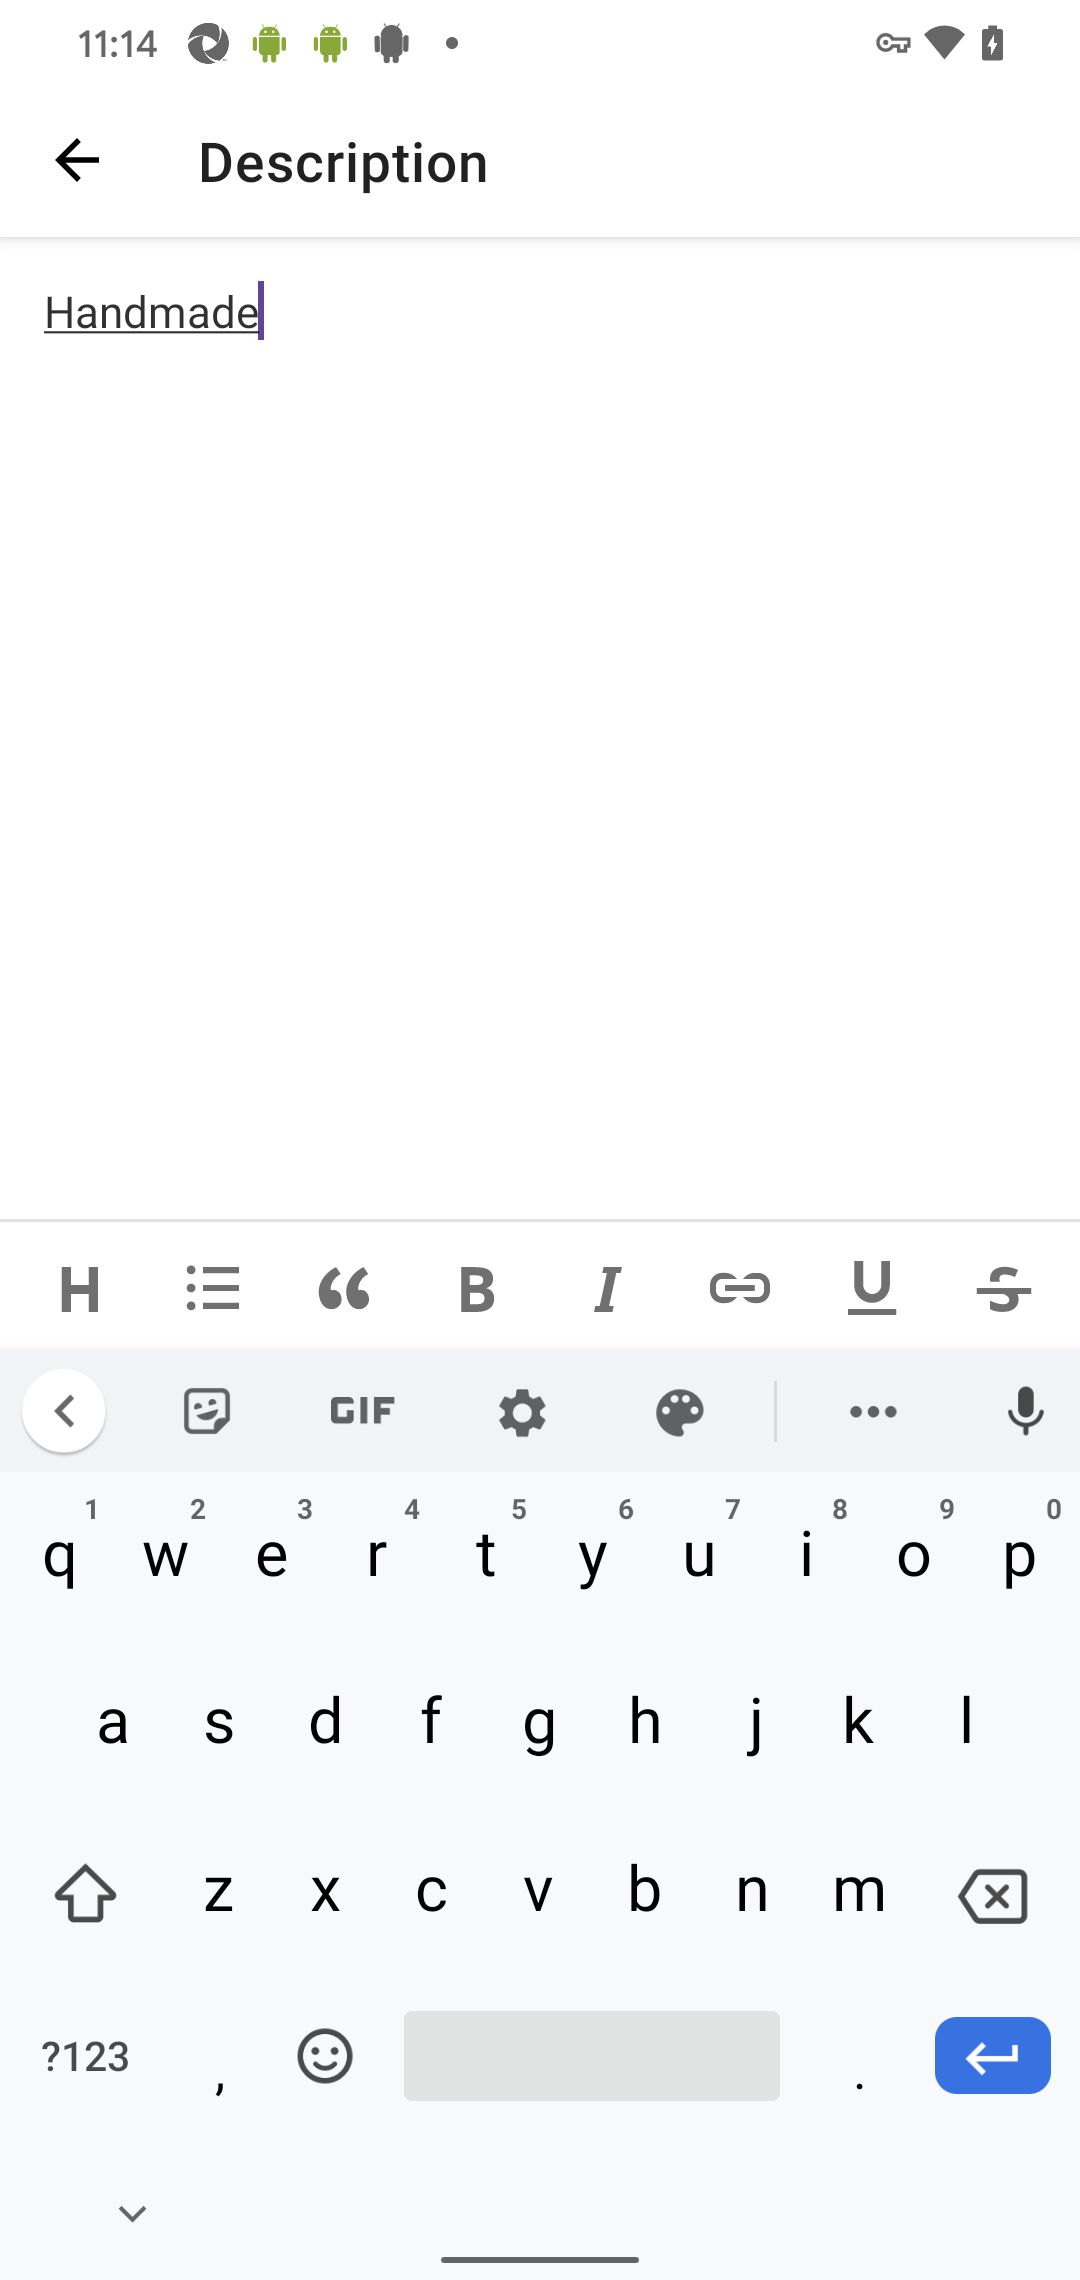 11:14
Description
Handmade
H B I U S
GIF
1 2 3 4 5 6 7 8 9 0
q w e r t y u i o p
a s d f g h j k l
z x c v b n m
?123 , .